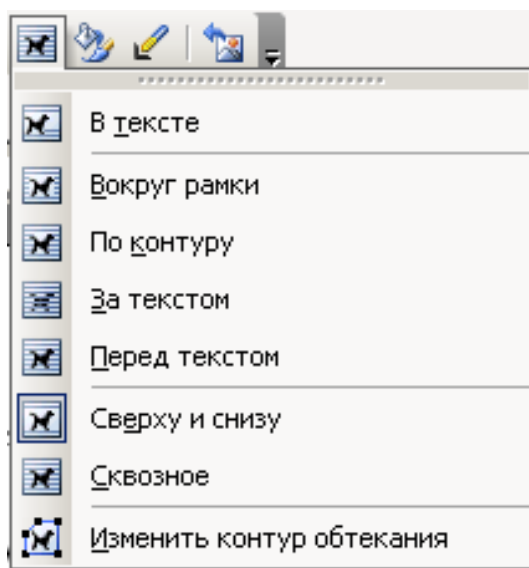 В тексте
Вокруг рамки
По контуру
За текстом
Перед текстом
Сверху и снизу
Сквозное
Изменить контур обтекания